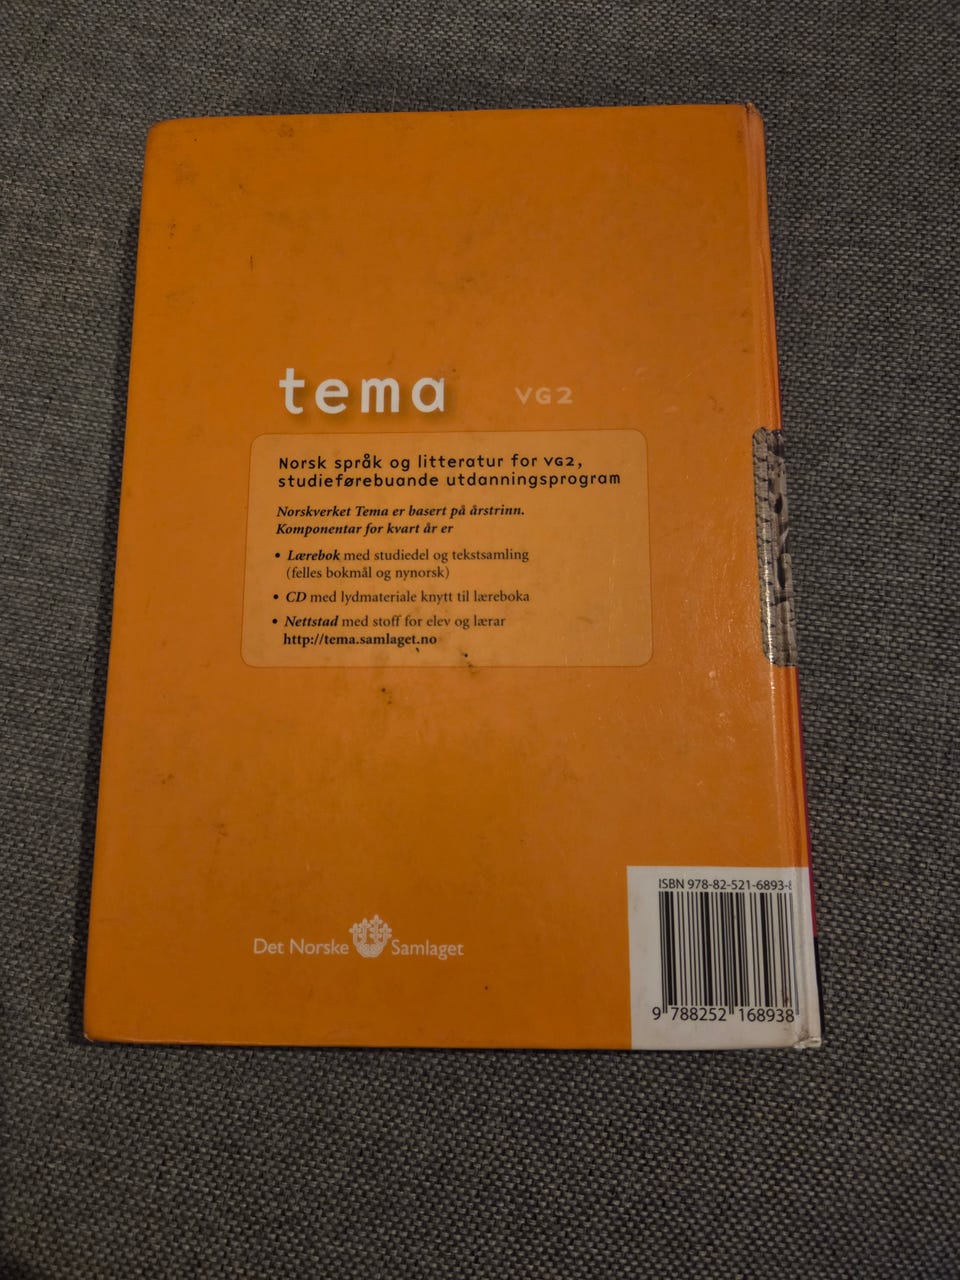 tema VG2
Norsk språk og litteratur for VG2,
studieførebuande utdanningsprogram
Norskverket Tema er basert på årstrinn.
Komponentar for kvart år er
• Lærebok med studiedel og tekstsamling
(felles bokmål og nynorsk)
• CD med lydmateriale knytt til læreboka
• Nettstad med stoff for elev og lærar
http://tema.samlaget.no
Det Norske Samlaget
ISBN 978-82-521-6893-8
9 788252 168938